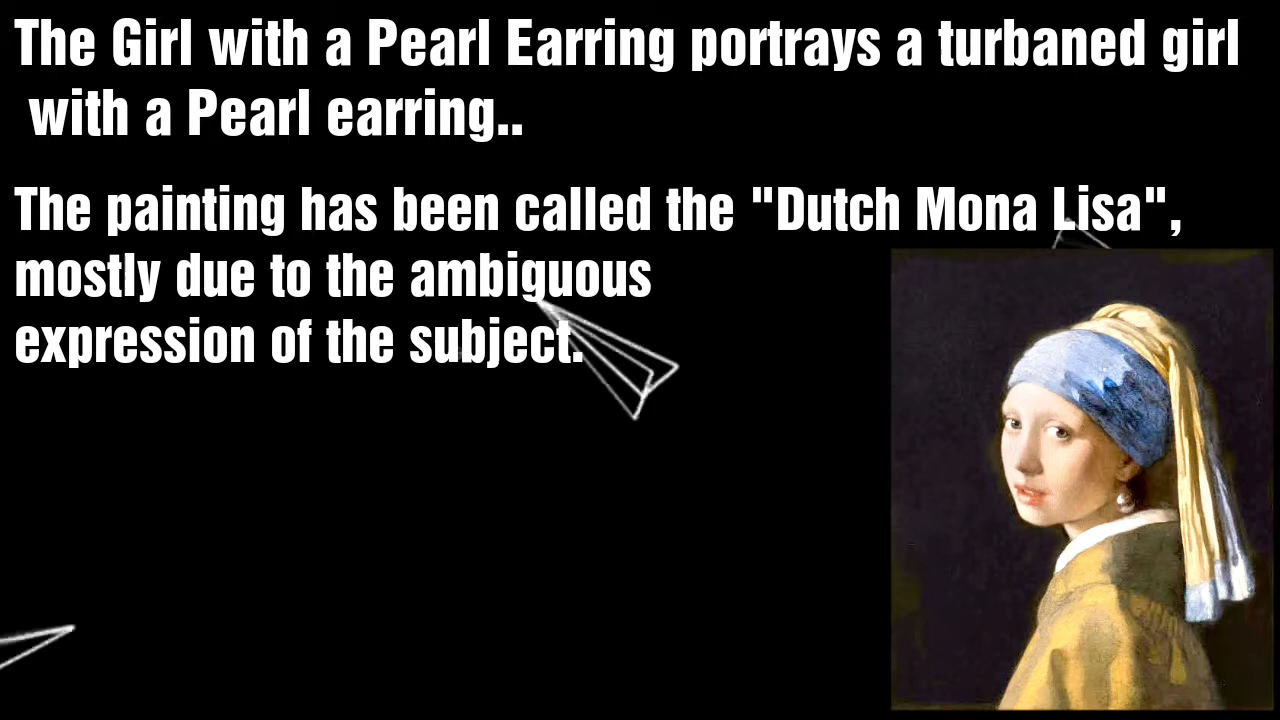 The Girl with a Pearl Earring portrays a turbaned girl
with a Pearl earring..
The painting has been called the "Dutch Mona Lisa",
mostly due to the ambiguous
expression of the subject.